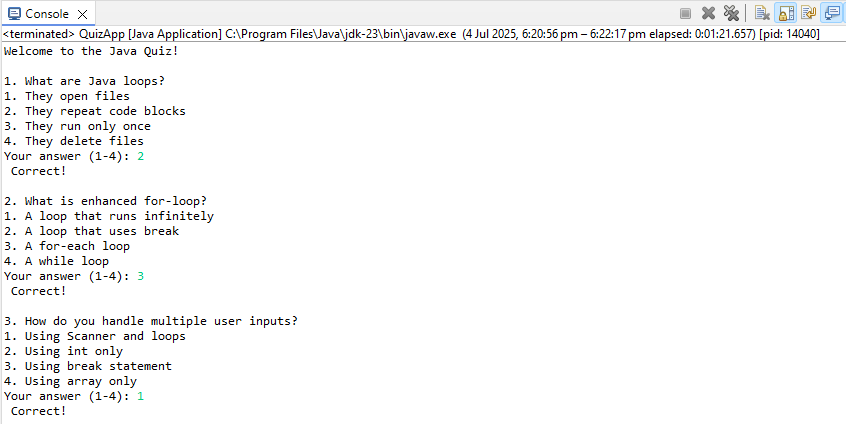 Console
<terminated> QuizApp [Java Application] C:\Program Files\Java\jdk-23\bin\javaw.exe (4 Jul 2025, 6:20:56 pm – 6:22:17 pm elapsed: 0:01:21.657) [pid: 14040]
Welcome to the Java Quiz!

1. What are Java loops?
1. They open files
2. They repeat code blocks
3. They run only once
4. They delete files
Your answer (1-4): 2
 Correct!

2. What is enhanced for-loop?
1. A loop that runs infinitely
2. A loop that uses break
3. A for-each loop
4. A while loop
Your answer (1-4): 3
 Correct!

3. How do you handle multiple user inputs?
1. Using Scanner and loops
2. Using int only
3. Using break statement
4. Using array only
Your answer (1-4): 1
 Correct!